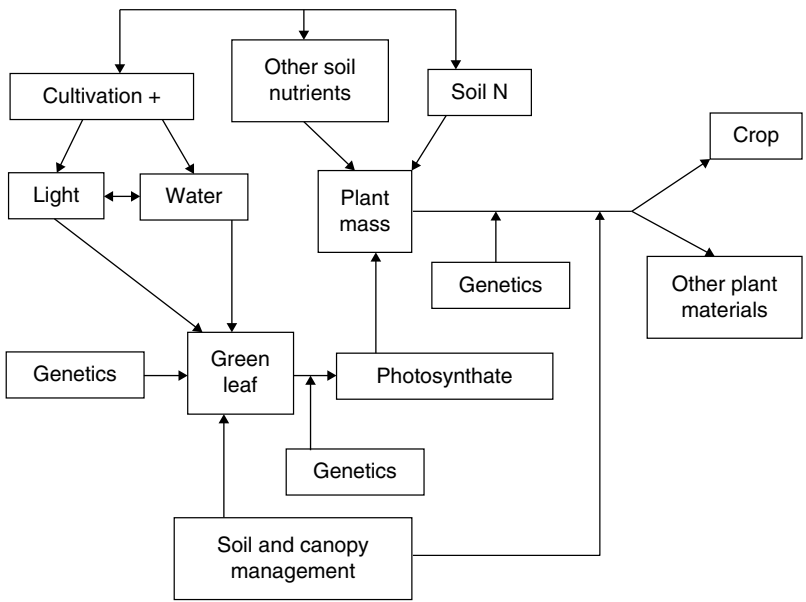 Other soil
nutrients
Cultivation +
Soil N
Crop
Light
Water
Plant
mass
Genetics
Other plant
materials
Genetics
Green
leaf
Photosynthate
Genetics
Soil and canopy
management